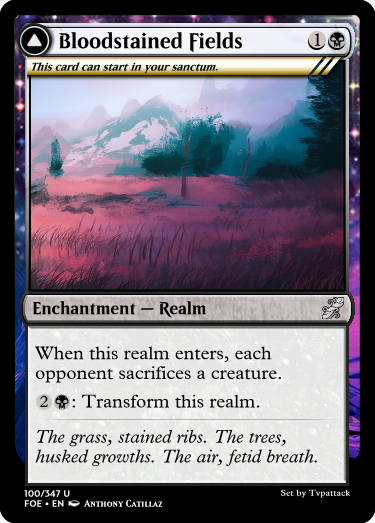 Bloodstained Fields 1
This card can start in your sanctum.
Enchantment — Realm
When this realm enters, each
opponent sacrifices a creature.
2 : Transform this realm.
The grass, stained ribs. The trees,
husked growths. The air, fetid breath.
100/347 U Set by Tvpattack
FOE • EN Anthony Catillaz